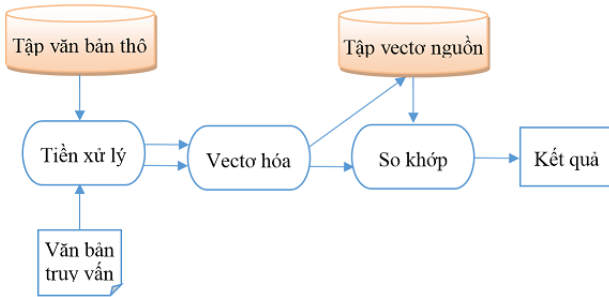 Tập văn bản thô
Tập vectơ nguồn
Tiền xử lý
Vectơ hóa
So khớp
Kết quả
Văn bản
truy vấn